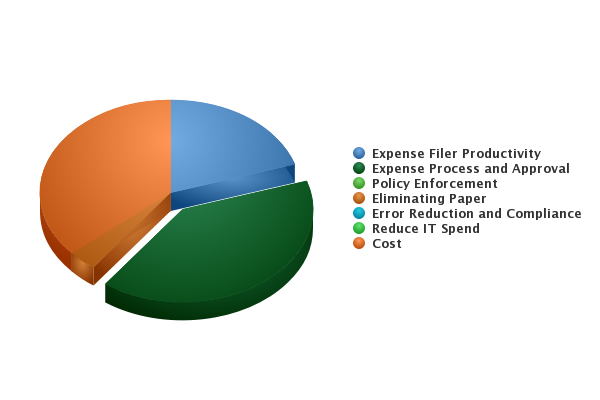 Expense Filer Productivity
Expense Process and Approval
Policy Enforcement
Eliminating Paper
Error Reduction and Compliance
Reduce IT Spend
Cost